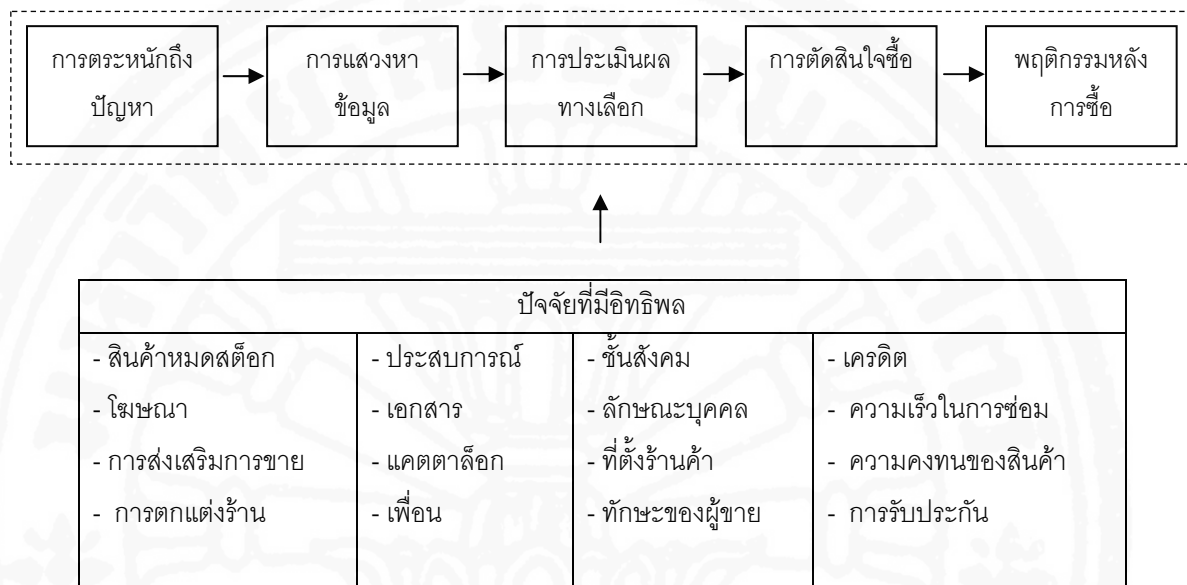 การตระหนักถึง
ปัญหา
การแสวงหา
ข้อมูล
การประเมินผล
ทางเลือก
การตัดสินใจซื้อ
พฤติกรรมหลัง
การซื้อ
ปัจจัยที่มีอิทธิพล
- สินค้าหมดสต็อก
- โฆษณา
- การส่งเสริมการขาย
- การตกแต่งร้าน
- ประสบการณ์
- เอกสาร
- แคตตาล็อก
- เพื่อน
- ชั้นสังคม
- ลักษณะบุคคล
- ที่ตั้งร้านค้า
- ทักษะของผู้ขาย
- เครดิต
- ความเร็วในการซ่อม
- ความคงทนของสินค้า
- การรับประกัน